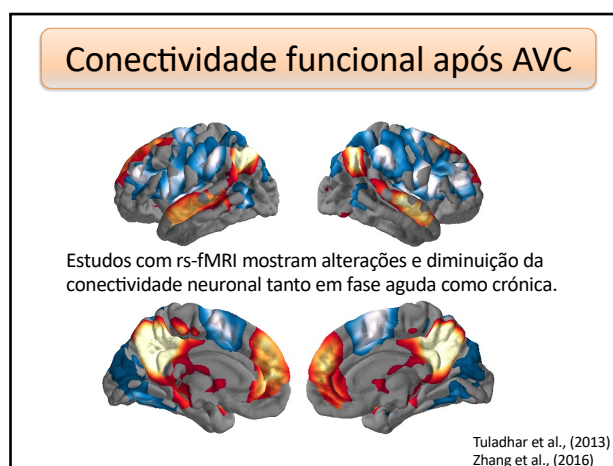 Conectividade funcional após AVC
Estudos com rs-fMRI mostram alterações e diminuição da
conectividade neuronal tanto em fase aguda como crónica.
Tuladhar et al., (2013)
Zhang et al., (2016)